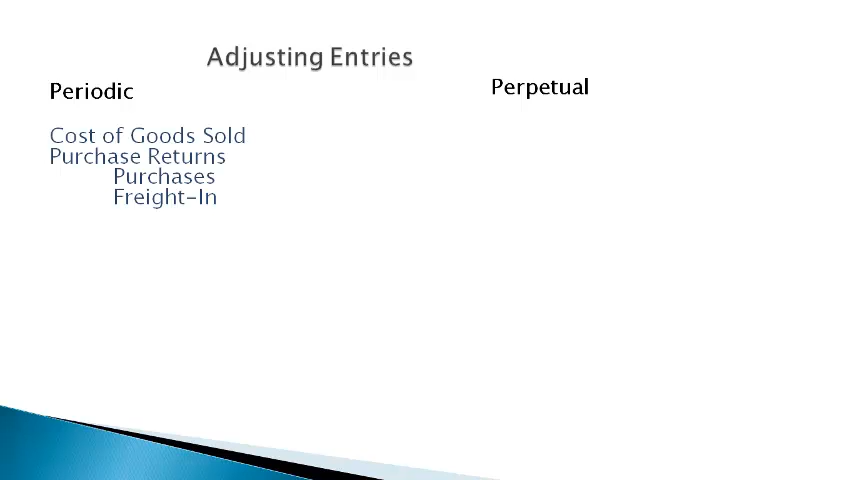 Adjusting Entries
Periodic
Perpetual
Cost of Goods Sold
Purchase Returns
Purchases
Freight-In